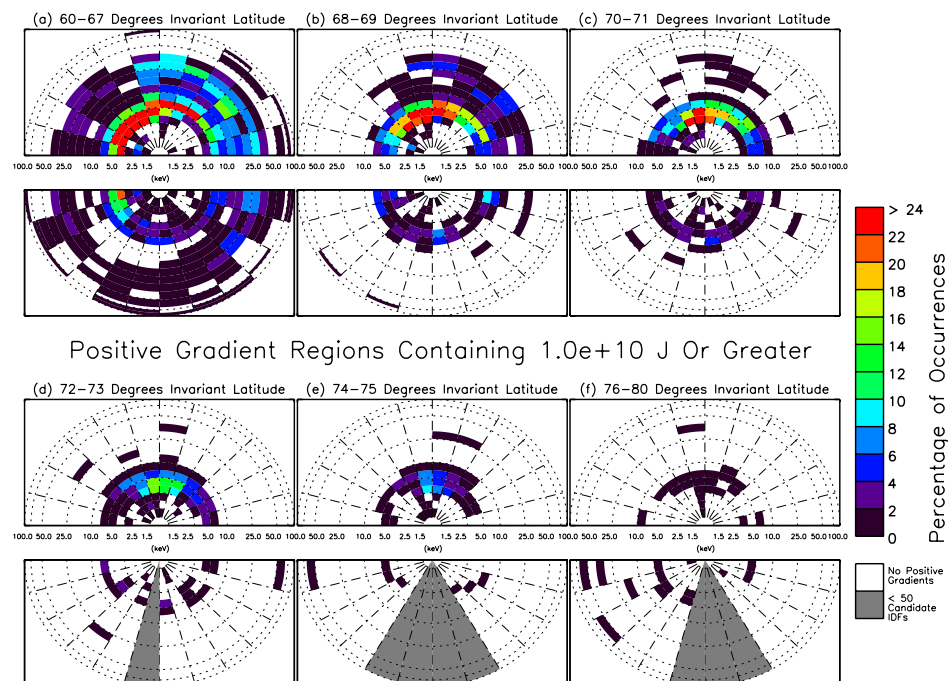 (a) 60-67 Degrees Invariant Latitude
(b) 68-69 Degrees Invariant Latitude
(c) 70-71 Degrees Invariant Latitude
100.0 50.0 25.0 10.0 5.0 2.5 1.5 1.5 2.5 5.0 10.0 25.0 50.0 100.0 50.0 25.0 10.0 5.0 2.5 1.5 1.5 2.5 5.0 10.0 25.0 50.0 100.0 50.0 25.0 10.0 5.0 2.5 1.5 1.5 2.5 5.0 10.0 25.0 50.0 100.0
(keV) (keV) (keV)
Positive Gradient Regions Containing 1.0e+10 J Or Greater
(d) 72-73 Degrees Invariant Latitude
(e) 74-75 Degrees Invariant Latitude
(f) 76-80 Degrees Invariant Latitude
100.0 50.0 25.0 10.0 5.0 2.5 1.5 1.5 2.5 5.0 10.0 25.0 50.0 100.0 50.0 25.0 10.0 5.0 2.5 1.5 1.5 2.5 5.0 10.0 25.0 50.0 100.0 50.0 25.0 10.0 5.0 2.5 1.5 1.5 2.5 5.0 10.0 25.0 50.0 100.0
(keV) (keV) (keV)
> 24
22
20
18
16
14
12
10
8
6
4
2
0
Percentage of Occurrences
No Positive
Gradients
< 50
Candidate
IDFs